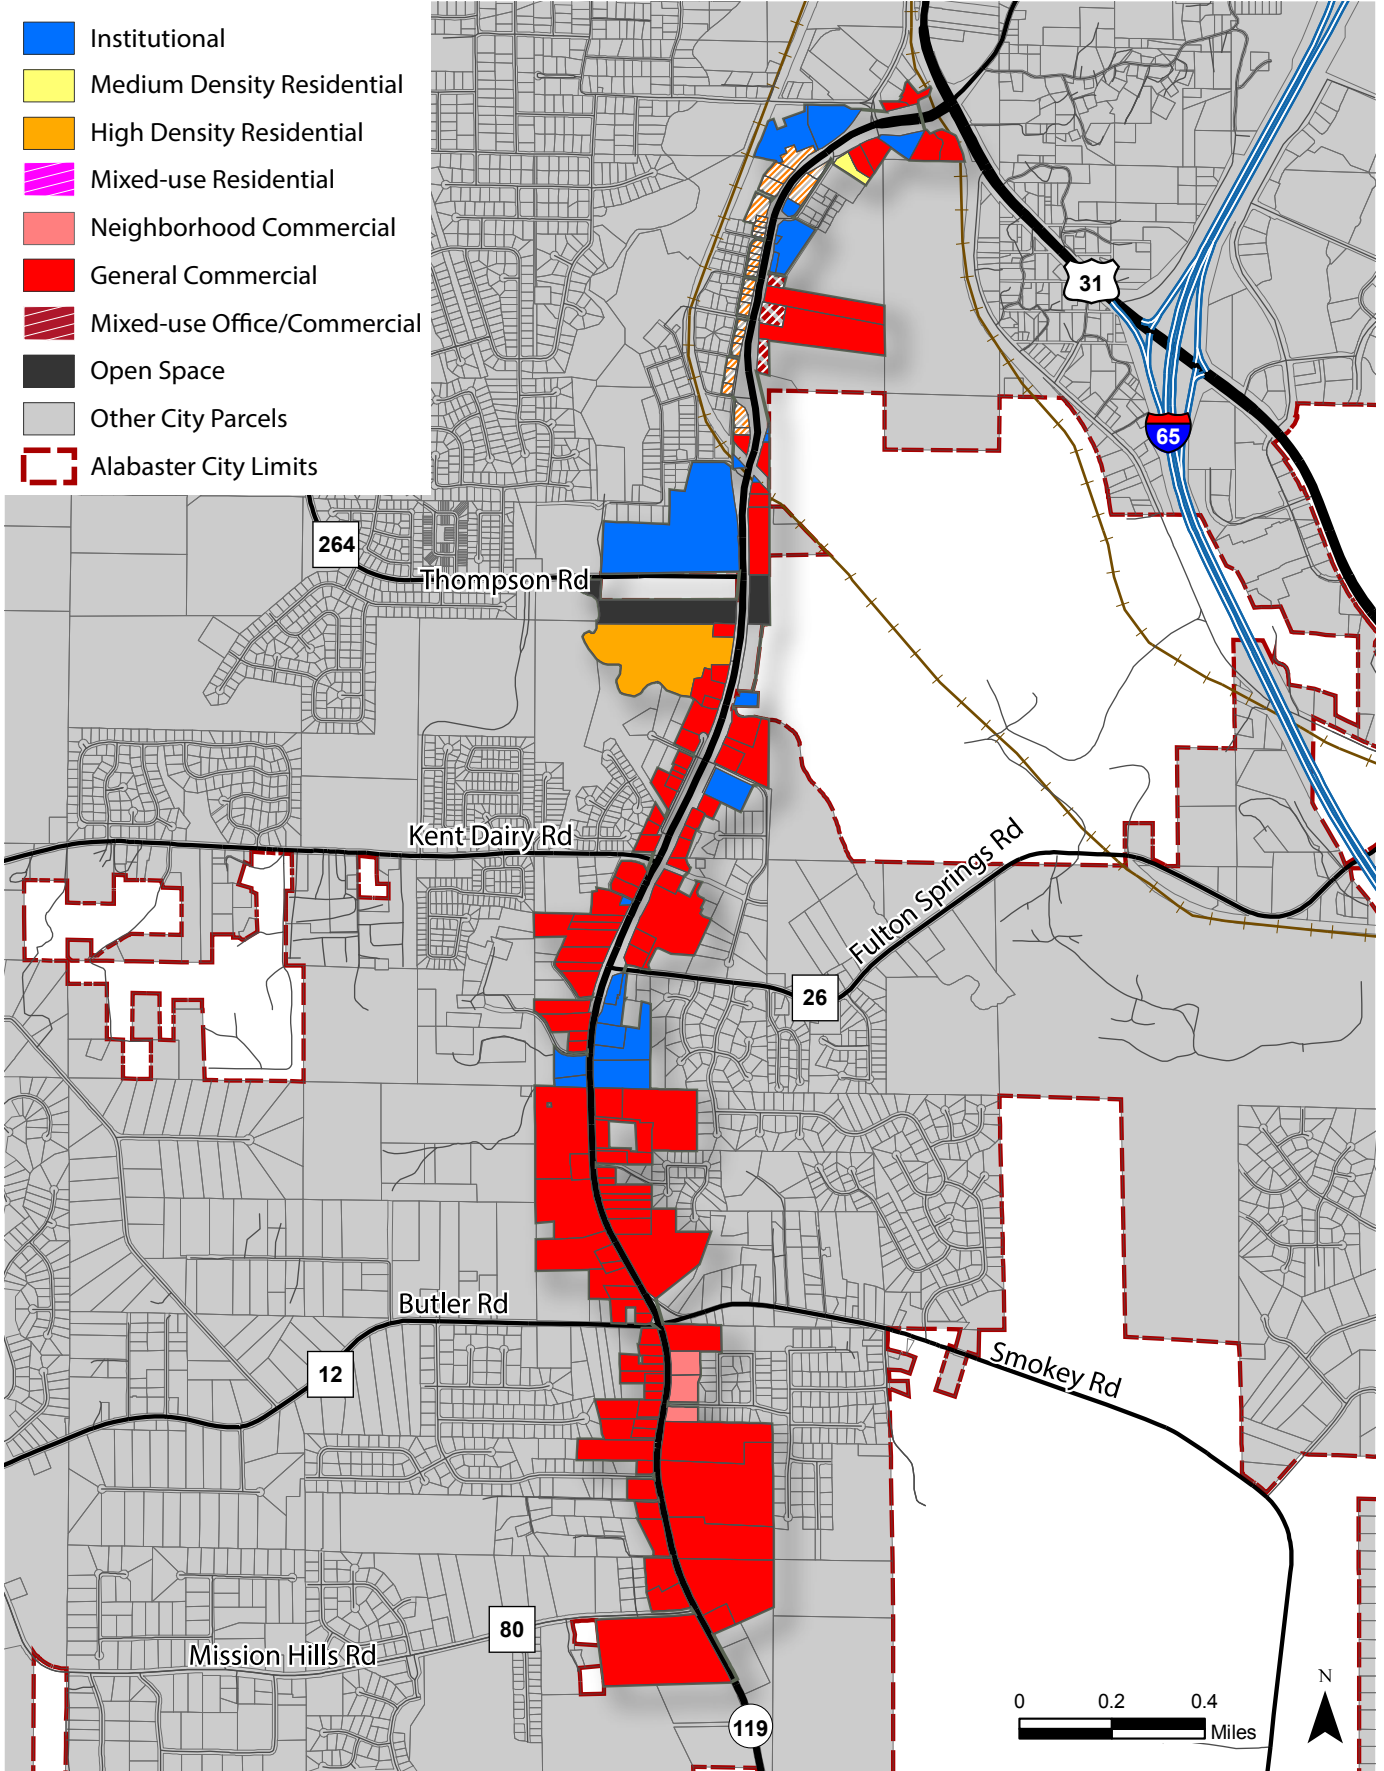 Institutional
Medium Density Residential
High Density Residential
Mixed-use Residential
Neighborhood Commercial
General Commercial
Mixed-use Office/Commercial
Open Space
Other City Parcels
Alabaster City Limits
31
65
264
Thompson Rd
Kent Dairy Rd
Fulton Springs Rd
26
Butler Rd
12
Smokey Rd
80
Mission Hills Rd
119
0 0.2 0.4
Miles
N